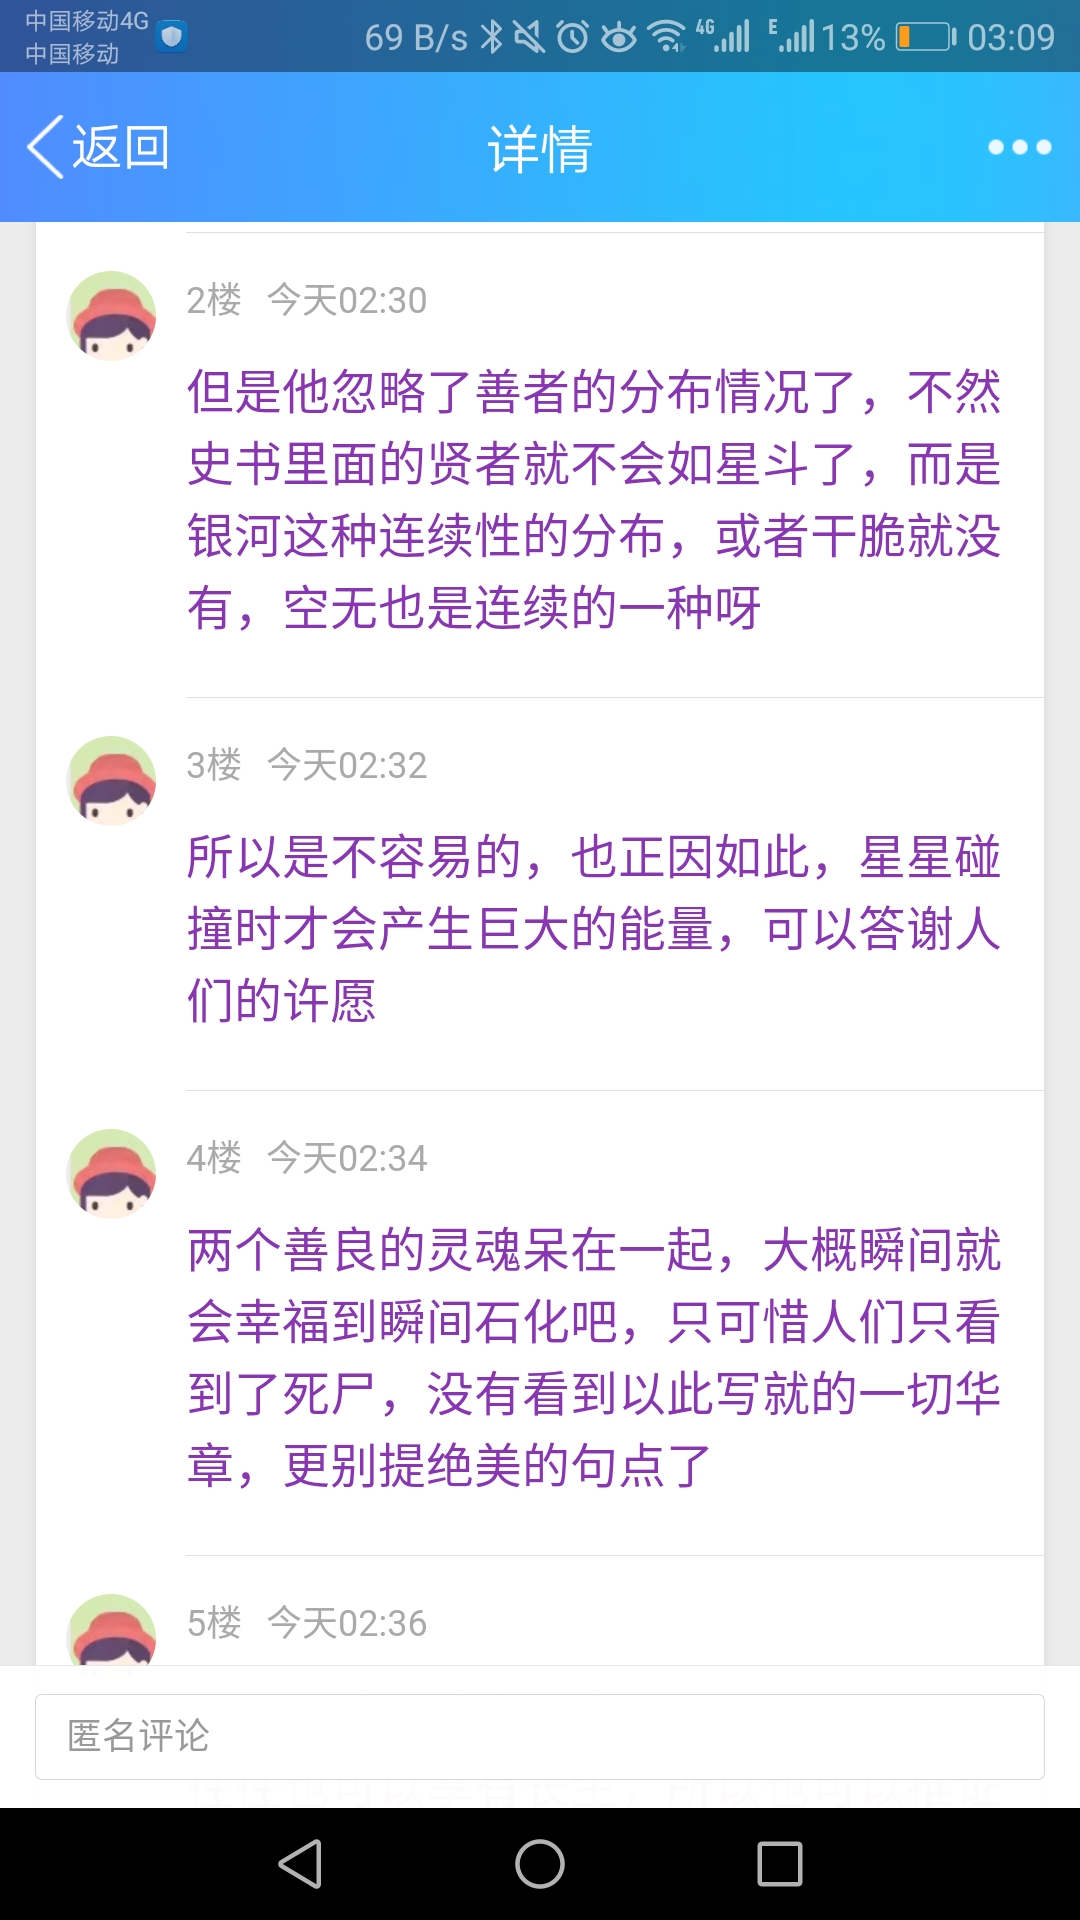 中国移动4G
中国移动
69 B/s 4G E 13% 03:09
返回 详情
2楼 今天02:30
但是他忽略了善者的分布情况了，不然
史书里面的贤者就不会如星斗了，而是
银河这种连续性的分布，或者干脆就没
有，空无也是连续的一种呀
3楼 今天02:32
所以是不容易的，也正因如此，星星碰
撞时才会产生巨大的能量，可以答谢人
们的许愿
4楼 今天02:34
两个善良的灵魂呆在一起，大概瞬间就
会幸福到瞬间石化吧，只可惜人们只看
到了死尸，没有看到以此写就的一切华
章，更别提绝美的句点了
5楼 今天02:36
匿名评论